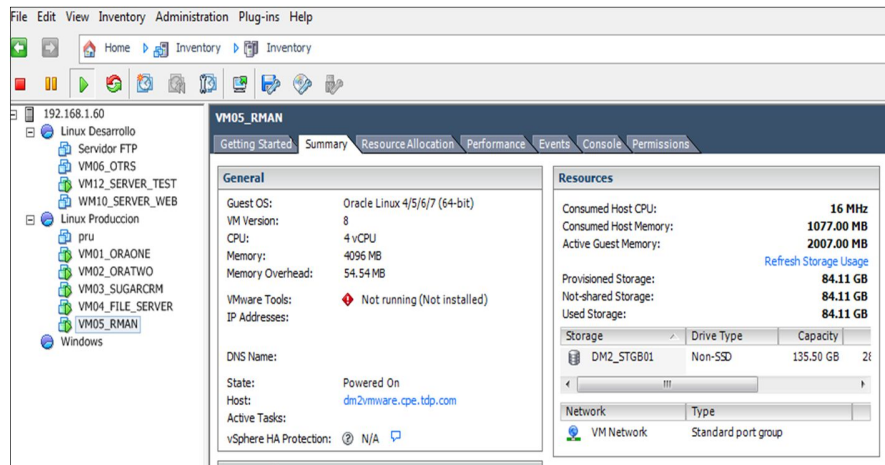 File Edit View Inventory Administration Plug-ins Help
Home Inventory Inventory
192.168.1.60
Linux Desarrollo
Servidor FTP
VM06_OTRS
VM12_SERVER_TEST
WM10_SERVER_WEB
Linux Produccion
pru
VM01_ORAONE
VM02_ORATWO
VM03_SUGARCRM
VM04_FILE_SERVER
VM05_RMAN
Windows
VM05_RMAN
Getting Started Summary Resource Allocation Performance Events Console Permissions
General
Guest OS: Oracle Linux 4/5/6/7 (64-bit)
VM Version: 8
CPU: 4 vCPU
Memory: 4096 MB
Memory Overhead: 54.54 MB
VMware Tools: Not running (Not installed)
IP Addresses:
DNS Name:
State: Powered On
Host: dm2vmware.cpe.tdp.com
Active Tasks:
vSphere HA Protection: N/A
Resources
Consumed Host CPU: 16 MHz
Consumed Host Memory: 1077.00 MB
Active Guest Memory: 2007.00 MB
Refresh Storage Usage
Provisioned Storage: 84.11 GB
Not-shared Storage: 84.11 GB
Used Storage: 84.11 GB
Storage Drive Type Capacity
DM2_STGB01 Non-SSD 135.50 GB 28
Network Type
VM Network Standard port group